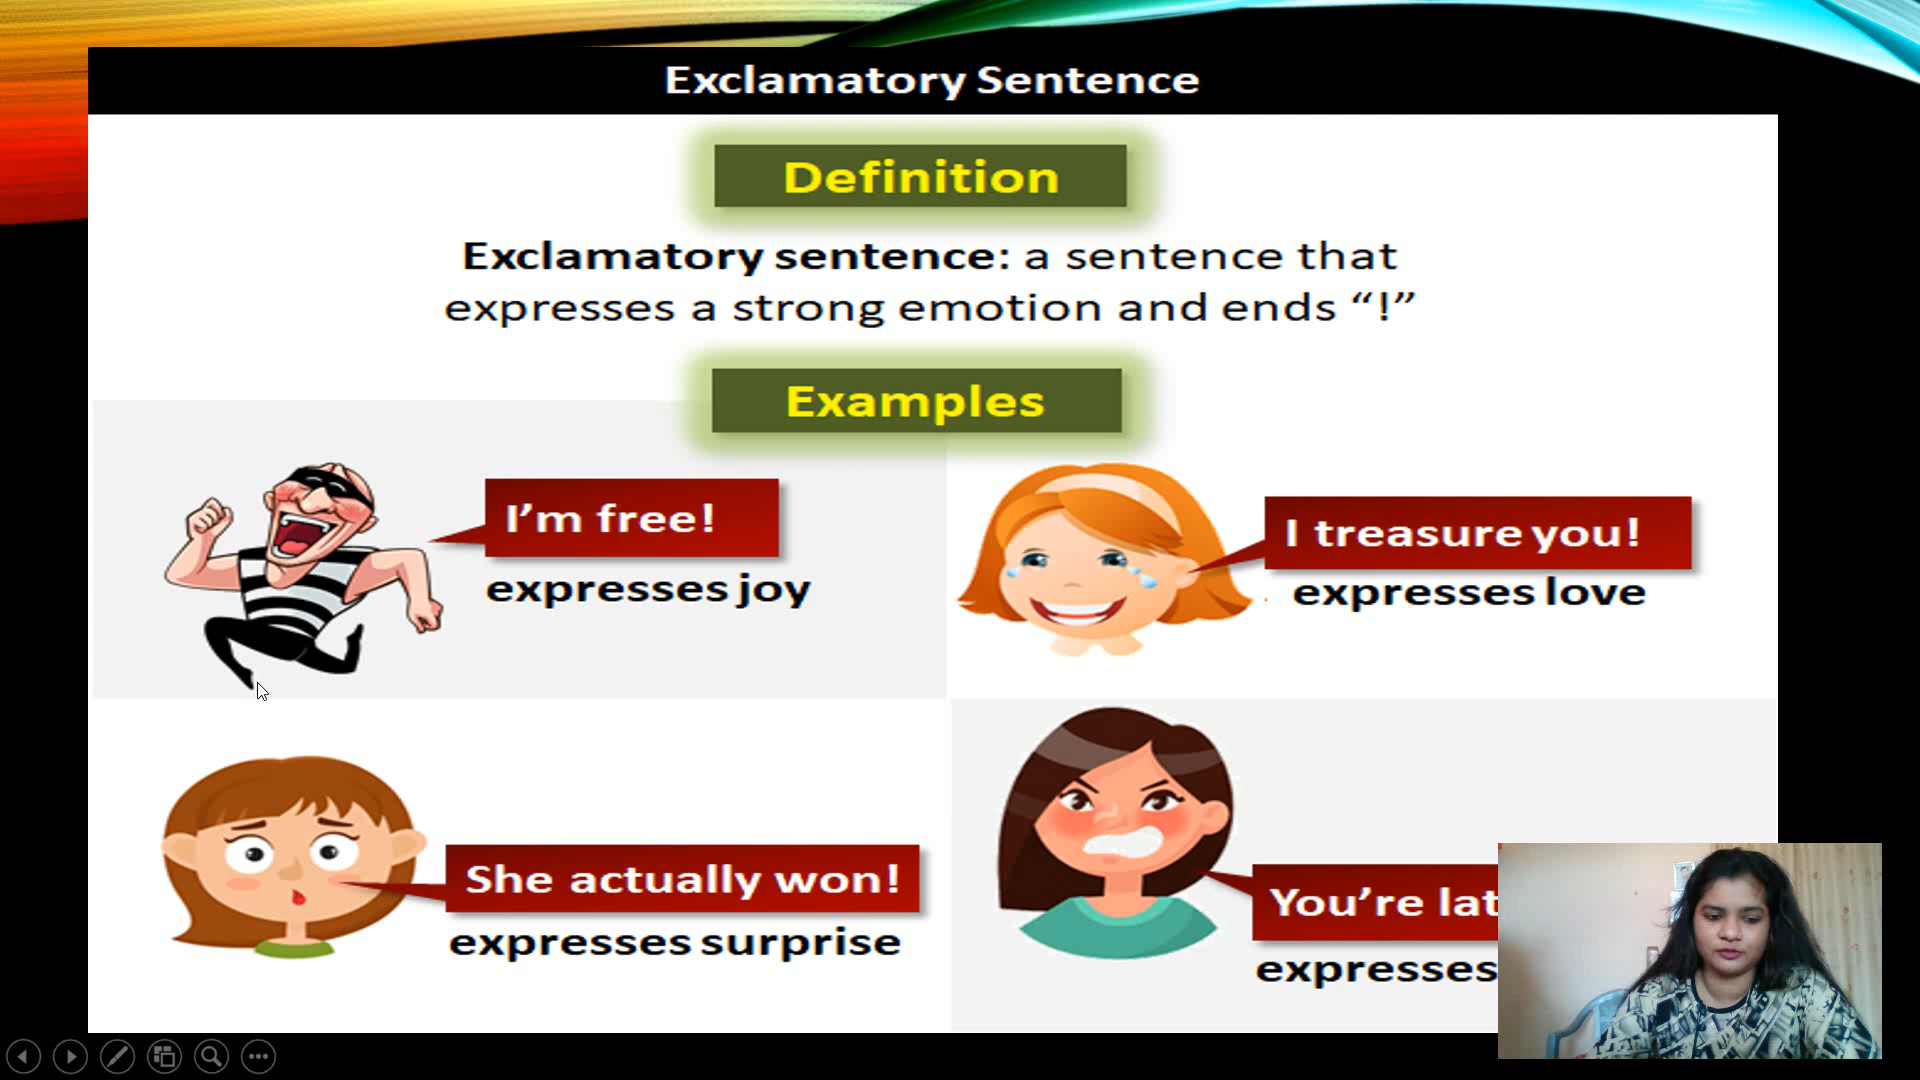 Exclamatory Sentence
Definition
Exclamatory sentence: a sentence that
expresses a strong emotion and ends “!”
Examples
I’m free!
expresses joy
I treasure you!
expresses love
She actually won!
expresses surprise
You’re lat
expresses